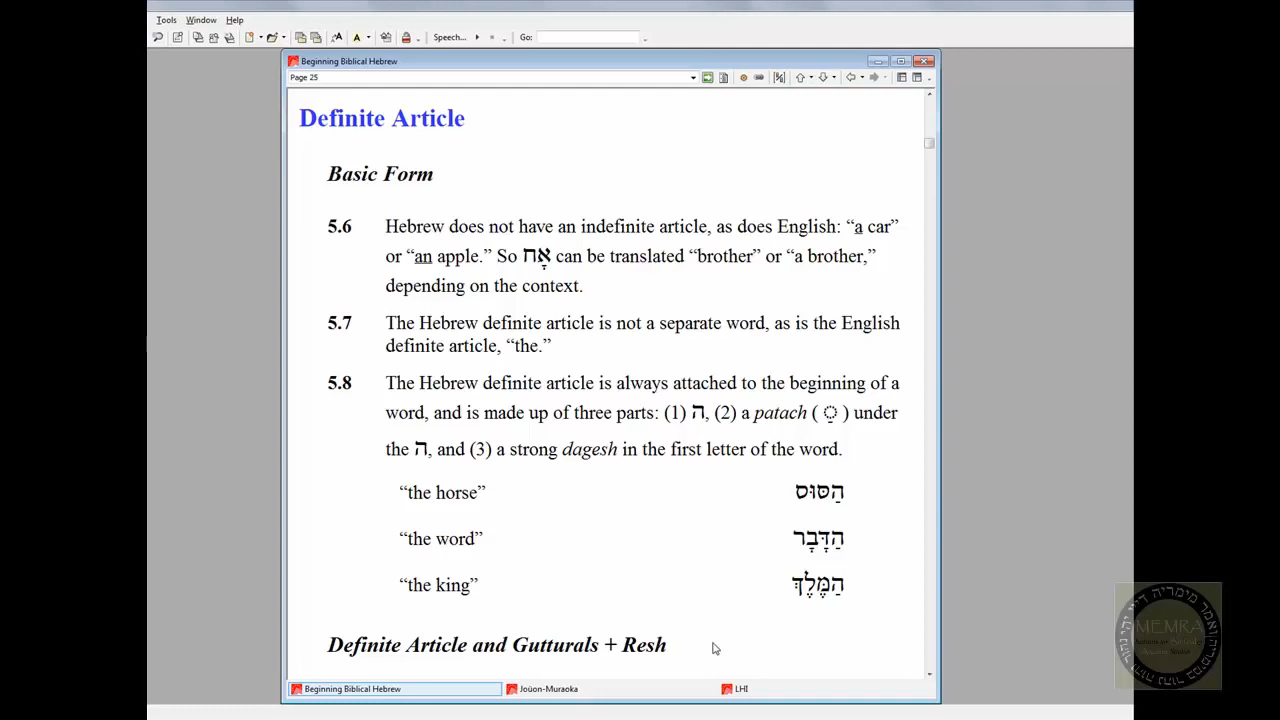 Tools Window Help
Speech... Go:
Beginning Biblical Hebrew
Page 25
Definite Article
Basic Form
5.6 Hebrew does not have an indefinite article, as does English: “a car”
or “an apple.” So אָח can be translated “brother” or “a brother,”
depending on the context.
5.7 The Hebrew definite article is not a separate word, as is the English
definite article, “the.”
5.8 The Hebrew definite article is always attached to the beginning of a
word, and is made up of three parts: (1) ה, (2) a patach ( ַ ) under
the ה, and (3) a strong dagesh in the first letter of the word.
“the horse” הַסּוּס
“the word” הַדָּבָר
“the king” הַמֶּלֶךְ
Definite Article and Gutturals + Resh
Beginning Biblical Hebrew Joüon-Muraoka LHI
MEMRA